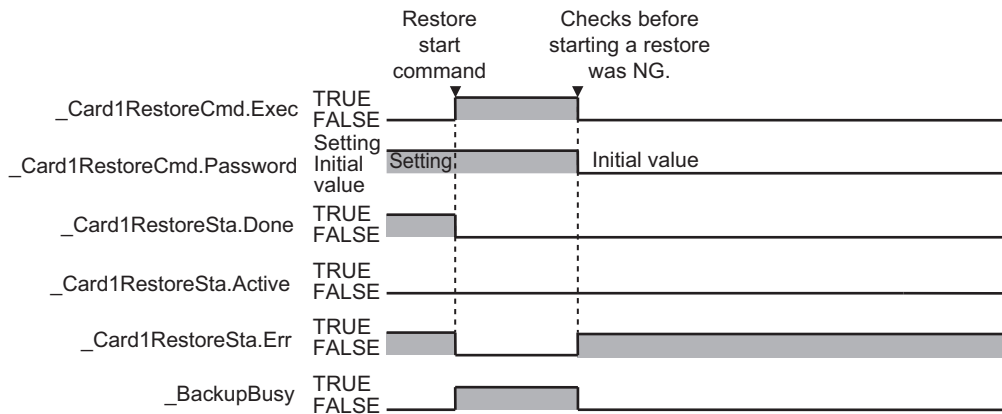 Restore
start
command
Checks before
starting a restore
was NG.
_Card1RestoreCmd.Exec
TRUE
FALSE
_Card1RestoreCmd.Password
Setting
Initial
value
Setting
Initial value
_Card1RestoreSta.Done
TRUE
FALSE
_Card1RestoreSta.Active
TRUE
FALSE
_Card1RestoreSta.Err
TRUE
FALSE
_BackupBusy
TRUE
FALSE